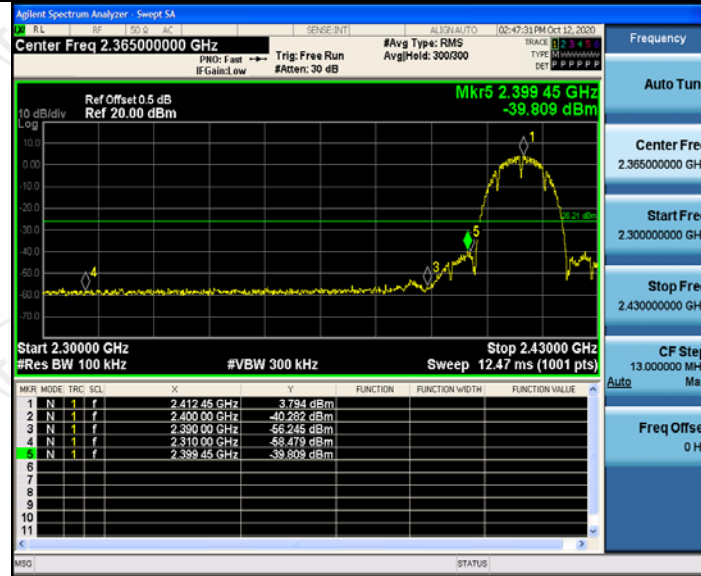 Agilent Spectrum Analyzer - Swept SA
RL RF 50 Ω AC SENSE:INT ALIGNAUTO 02:47:31 PM Oct 12, 2020
Center Freq 2.365000000 GHz
PNO: Fast
IFGain:Low
Trig: Free Run
#Atten: 30 dB
#Avg Type: RMS
Avg|Hold: 300/300
TRACE 1 2 3 4 5 6
TYPE M
DET P P P P P P
Frequency
Auto Tun
Center Fre
2.365000000 GH
Start Fre
2.300000000 GH
Stop Fre
2.430000000 GH
CF Step
13.000000 MH
Auto Ma
Freq Offse
0 H
Ref Offset 0.5 dB
Ref 20.00 dBm
10 dB/div
Log
Mkr5 2.399 45 GHz
-39.809 dBm
10.0
0.00
-10.0
-20.0
-30.0
-40.0
-50.0
-60.0
-70.0
1
5
3
4
Start 2.30000 GHz
Stop 2.43000 GHz
#Res BW 100 kHz #VBW 300 kHz Sweep 12.47 ms (1001 pts)
MKR MODE TRC SCL X Y FUNCTION FUNCTION WIDTH FUNCTION VALUE
1 N 1 f 2.412 45 GHz 3.794 dBm
2 N 1 f 2.400 00 GHz -40.282 dBm
3 N 1 f 2.390 00 GHz -56.245 dBm
4 N 1 f 2.310 00 GHz -58.479 dBm
5 N 1 f 2.399 45 GHz -39.809 dBm
6
7
8
9
10
11
MSG STATUS